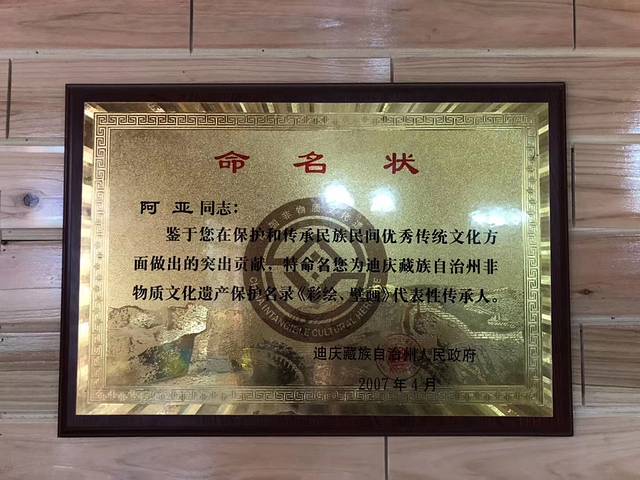 命名状
阿亚同志：
鉴于您在保护和传承民族民间优秀传统文化方
面做出的突出贡献，特命名您为迪庆藏族自治州非
物质文化遗产保护名录《彩绘、壁画》代表性传承人。
INTANGIBLE CULTURAL
迪庆藏族自治州人民政府
2007年4月